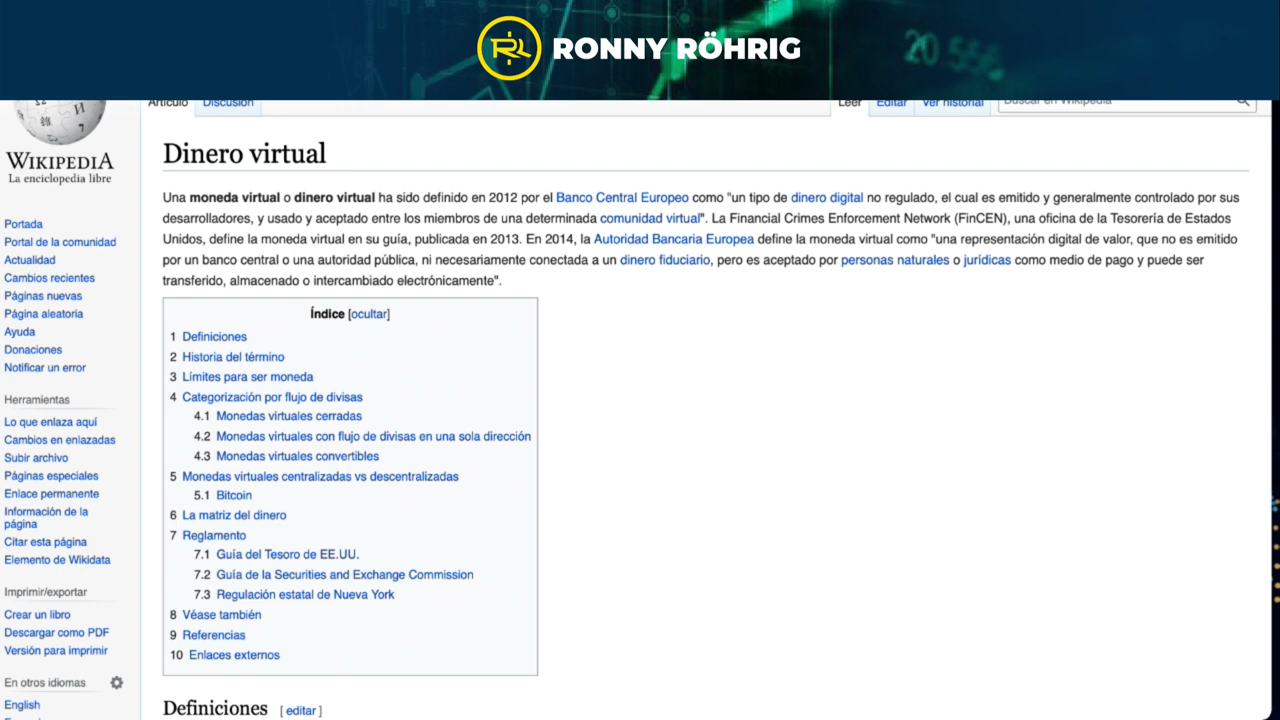 RONNY RÖHRIG
20 556
Artículo Discusión Leer Editar Ver historial Buscar en Wikipedia
WIKIPEDIA
La enciclopedia libre
Portada
Portal de la comunidad
Actualidad
Cambios recientes
Páginas nuevas
Página aleatoria
Ayuda
Donaciones
Notificar un error
Herramientas
Lo que enlaza aquí
Cambios en enlazadas
Subir archivo
Páginas especiales
Enlace permanente
Información de la
página
Citar esta página
Elemento de Wikidata
Imprimir/exportar
Crear un libro
Descargar como PDF
Versión para imprimir
En otros idiomas
English
Dinero virtual
Una moneda virtual o dinero virtual ha sido definido en 2012 por el Banco Central Europeo como "un tipo de dinero digital no regulado, el cual es emitido y generalmente controlado por sus
desarrolladores, y usado y aceptado entre los miembros de una determinada comunidad virtual". La Financial Crimes Enforcement Network (FinCEN), una oficina de la Tesorería de Estados
Unidos, define la moneda virtual en su guía, publicada en 2013. En 2014, la Autoridad Bancaria Europea define la moneda virtual como "una representación digital de valor, que no es emitido
por un banco central o una autoridad pública, ni necesariamente conectada a un dinero fiduciario, pero es aceptado por personas naturales o jurídicas como medio de pago y puede ser
transferido, almacenado o intercambiado electrónicamente".
Índice [ocultar]
1 Definiciones
2 Historia del término
3 Límites para ser moneda
4 Categorización por flujo de divisas
4.1 Monedas virtuales cerradas
4.2 Monedas virtuales con flujo de divisas en una sola dirección
4.3 Monedas virtuales convertibles
5 Monedas virtuales centralizadas vs descentralizadas
5.1 Bitcoin
6 La matriz del dinero
7 Reglamento
7.1 Guía del Tesoro de EE.UU.
7.2 Guía de la Securities and Exchange Commission
7.3 Regulación estatal de Nueva York
8 Véase también
9 Referencias
10 Enlaces externos
Definiciones [ editar ]